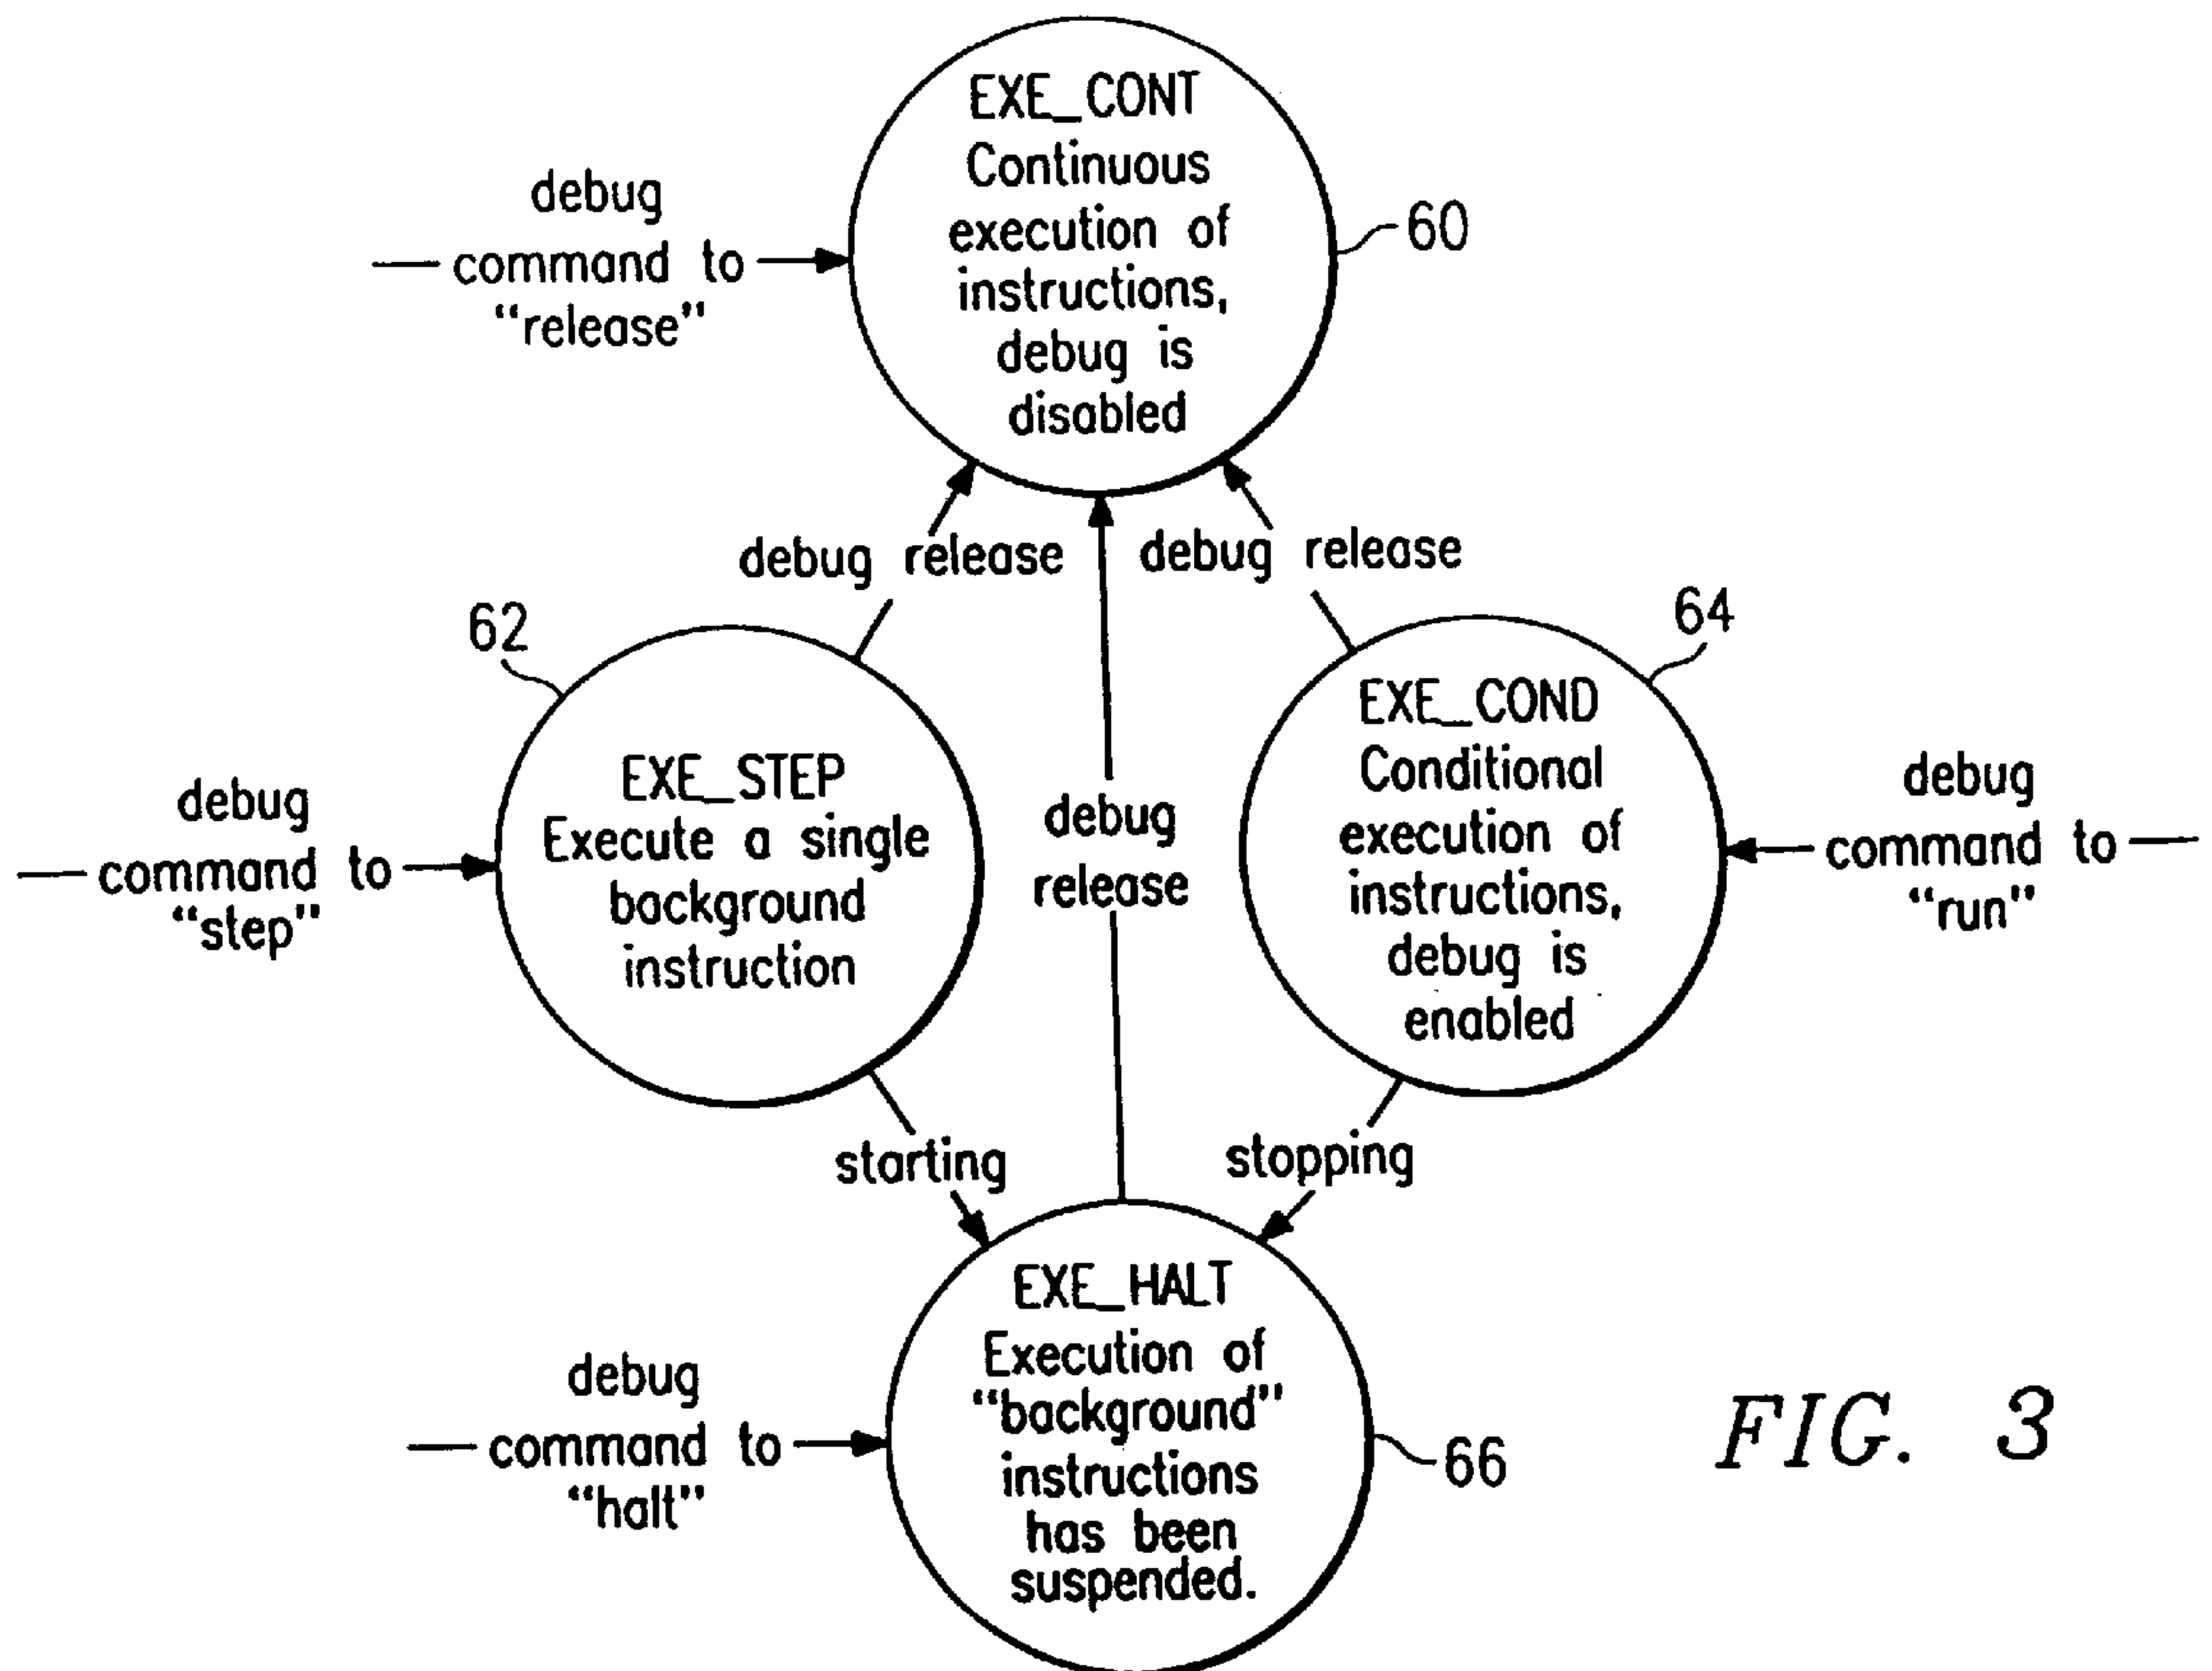 EXE_CONT
Continuous
execution of
instructions,
debug is
disabled
60
debug
command to
"release"
debug release
debug release
62
64
EXE_STEP
Execute a single
background
instruction
debug
command to
"step"
debug
release
EXE_COND
Conditional
execution of
instructions,
debug is
enabled
debug
command to
"run"
starting
stopping
EXE_HALT
Execution of
"background"
instructions
has been
suspended.
debug
command to
"halt"
66
FIG. 3